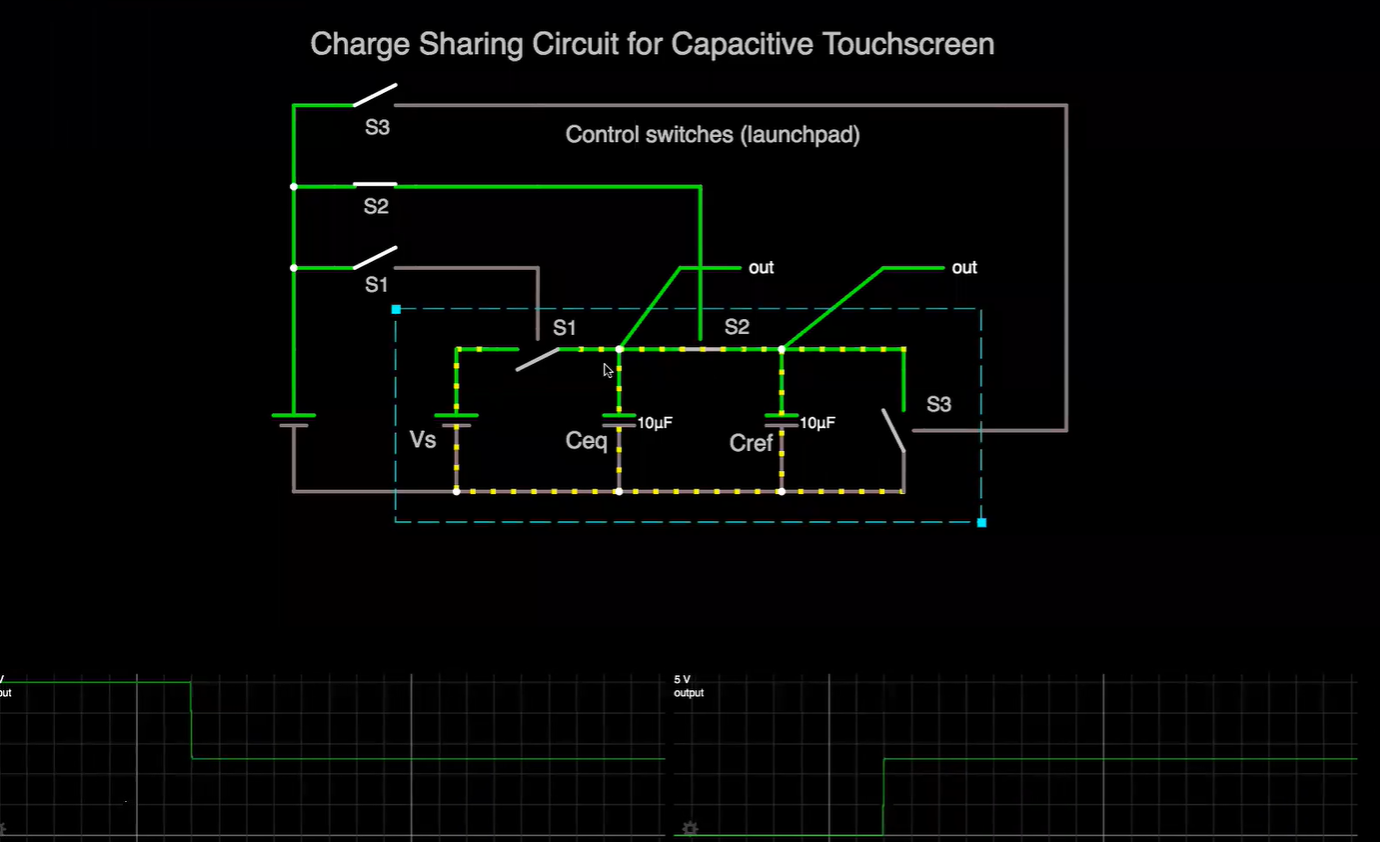 Charge Sharing Circuit for Capacitive Touchscreen
S3
Control switches (launchpad)
S2
S1
out
out
S1
S2
S3
Vs
Ceq
10µF
Cref
10µF
V
out
5 V
output